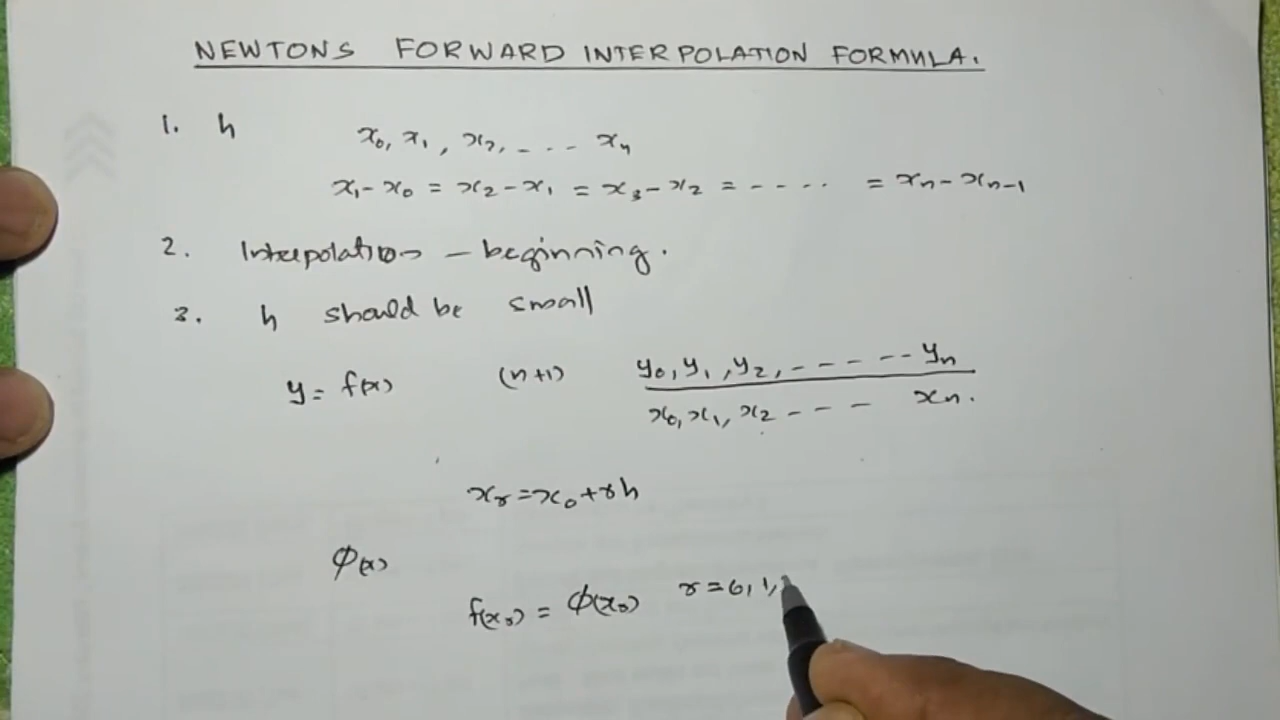 NEWTONS FORWARD INTERPOLATION FORMULA.
1. h x₀, x₁, x₂, - - - - xₙ
x₁ - x₀ = x₂ - x₁ = x₃ - x₂ = - - - - - = xₙ - xₙ₋₁
2. Interpolation - beginning.
3. h should be small
y = f(x) (n+1) y₀, y₁, y₂, - - - - - - yₙ
x₀, x₁, x₂ - - - xₙ.
xᵣ = x₀ + rh
φ(x)
f(xᵣ) = φ(xᵣ) r = 0, 1,